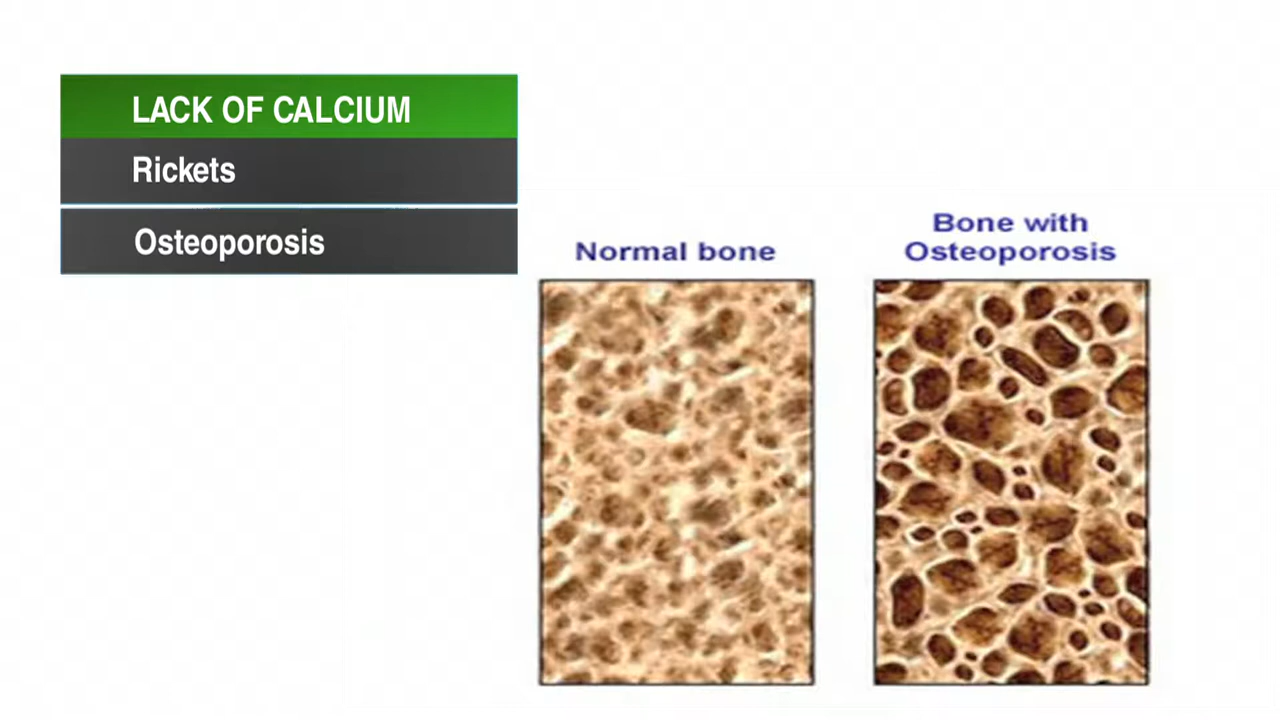 LACK OF CALCIUM
Rickets
Osteoporosis
Normal bone
Bone with
Osteoporosis